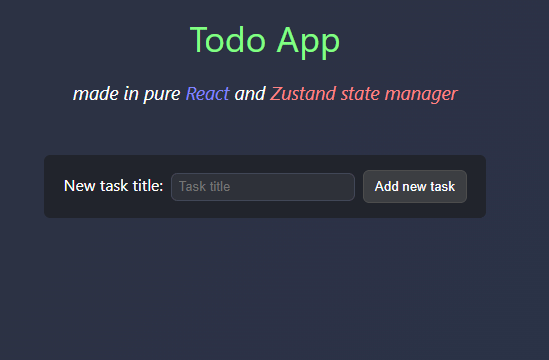 Todo App
made in pure React and Zustand state manager
New task title: Task title Add new task